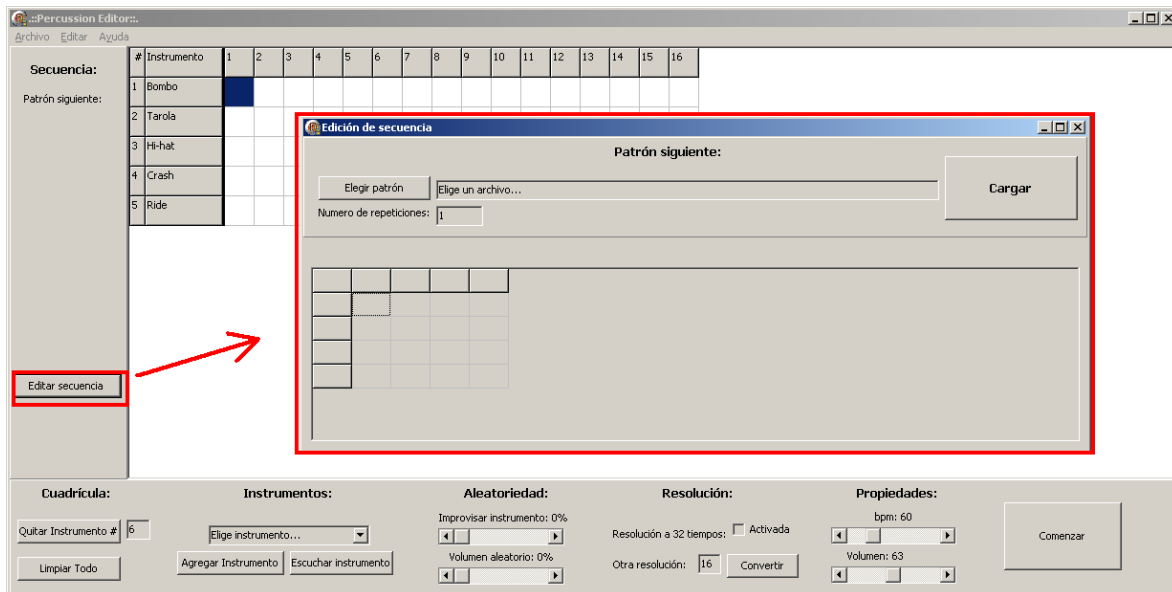 .::Percussion Editor::.
Archivo Editar Ayuda
Secuencia:
Patrón siguiente:
# Instrumento 1 2 3 4 5 6 7 8 9 10 11 12 13 14 15 16
1 Bombo
2 Tarola
3 Hi-hat
4 Crash
5 Ride
Edición de secuencia
Patrón siguiente:
Elegir patrón Elige un archivo... Cargar
Numero de repeticiones: 1
Editar secuencia
Cuadrícula: Instrumentos: Aleatoriedad: Resolución: Propiedades:
Improvisar instrumento: 0% bpm: 60
Quitar Instrumento # 6 Elige instrumento... Resolución a 32 tiempos: Activada Comenzar
Volumen aleatorio: 0% Volumen: 63
Limpiar Todo Agregar Instrumento Escuchar instrumento Otra resolución: 16 Convertir